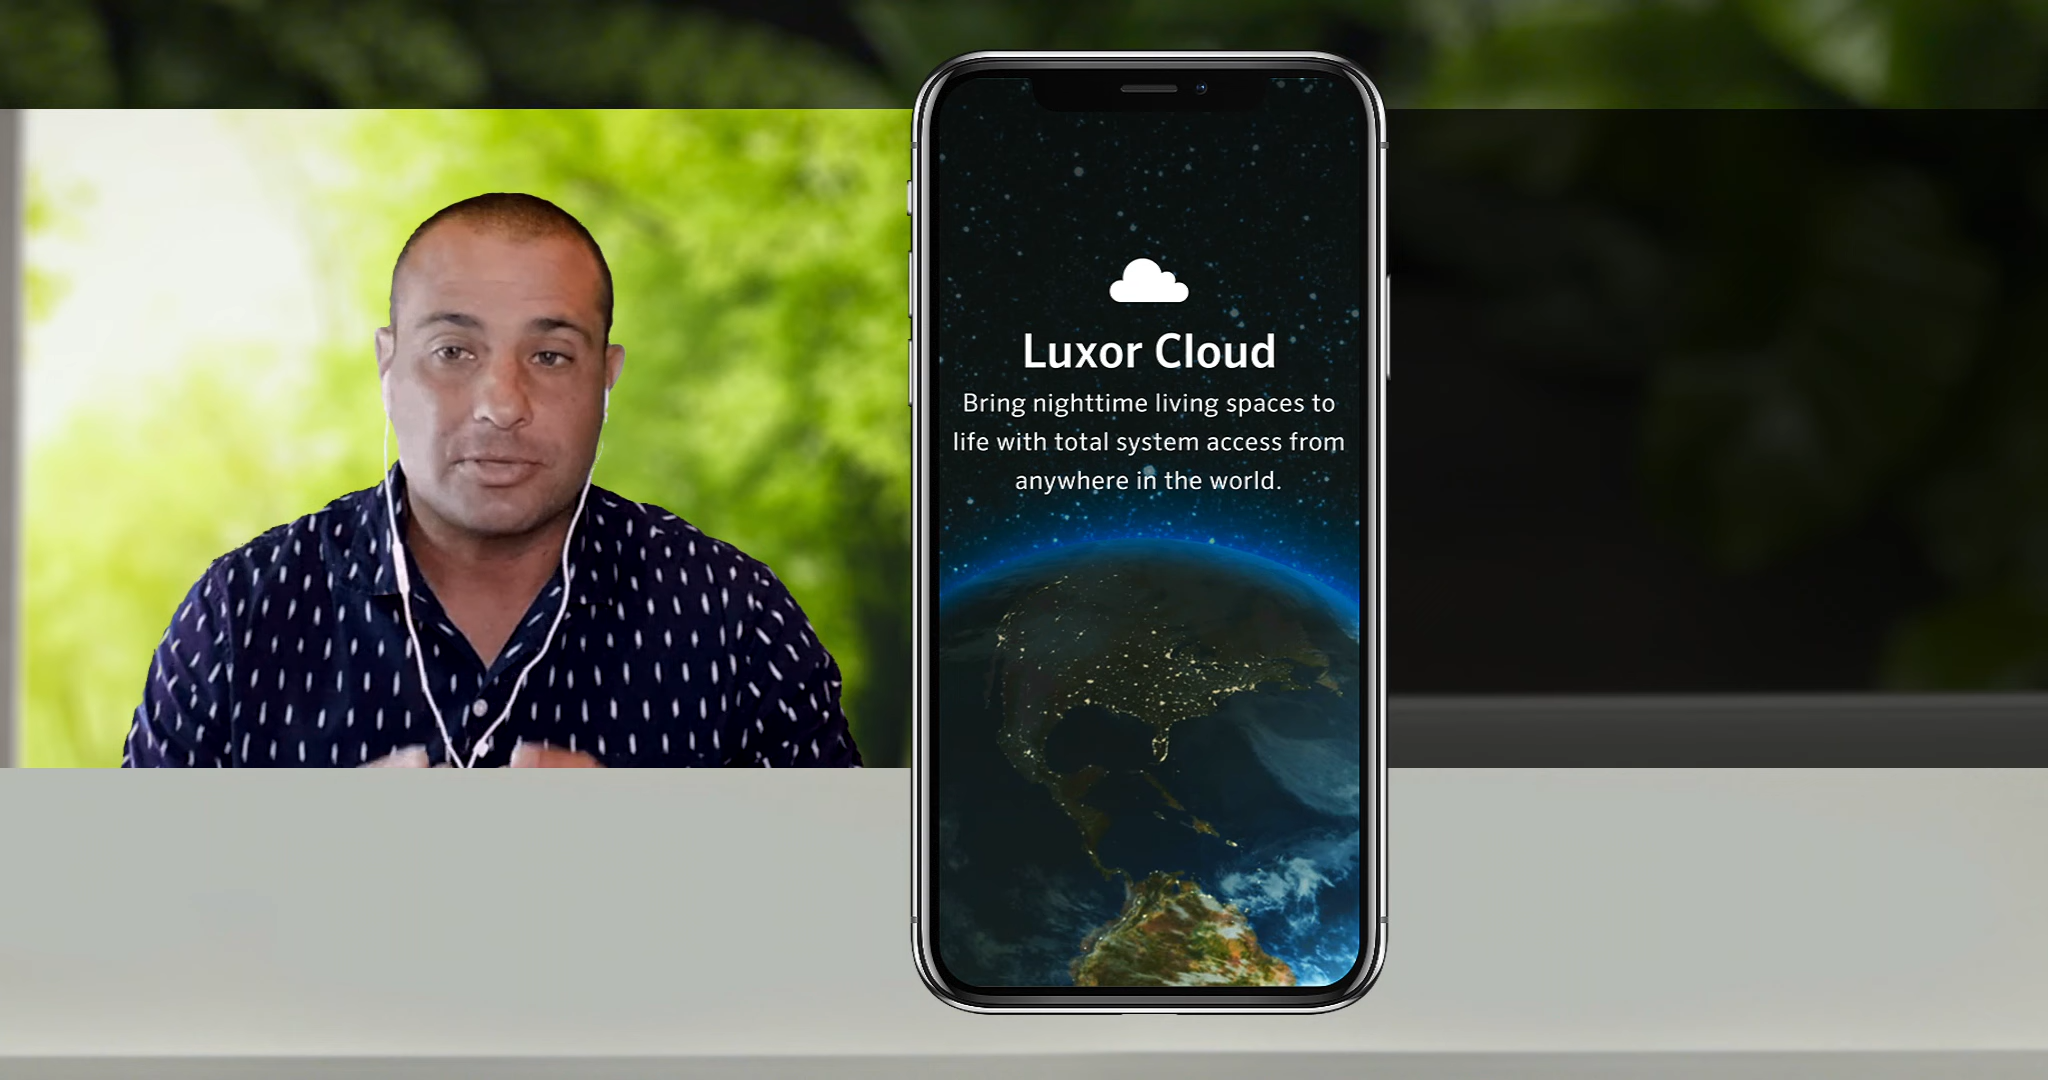 Luxor Cloud
Bring nighttime living spaces to
life with total system access from
anywhere in the world.